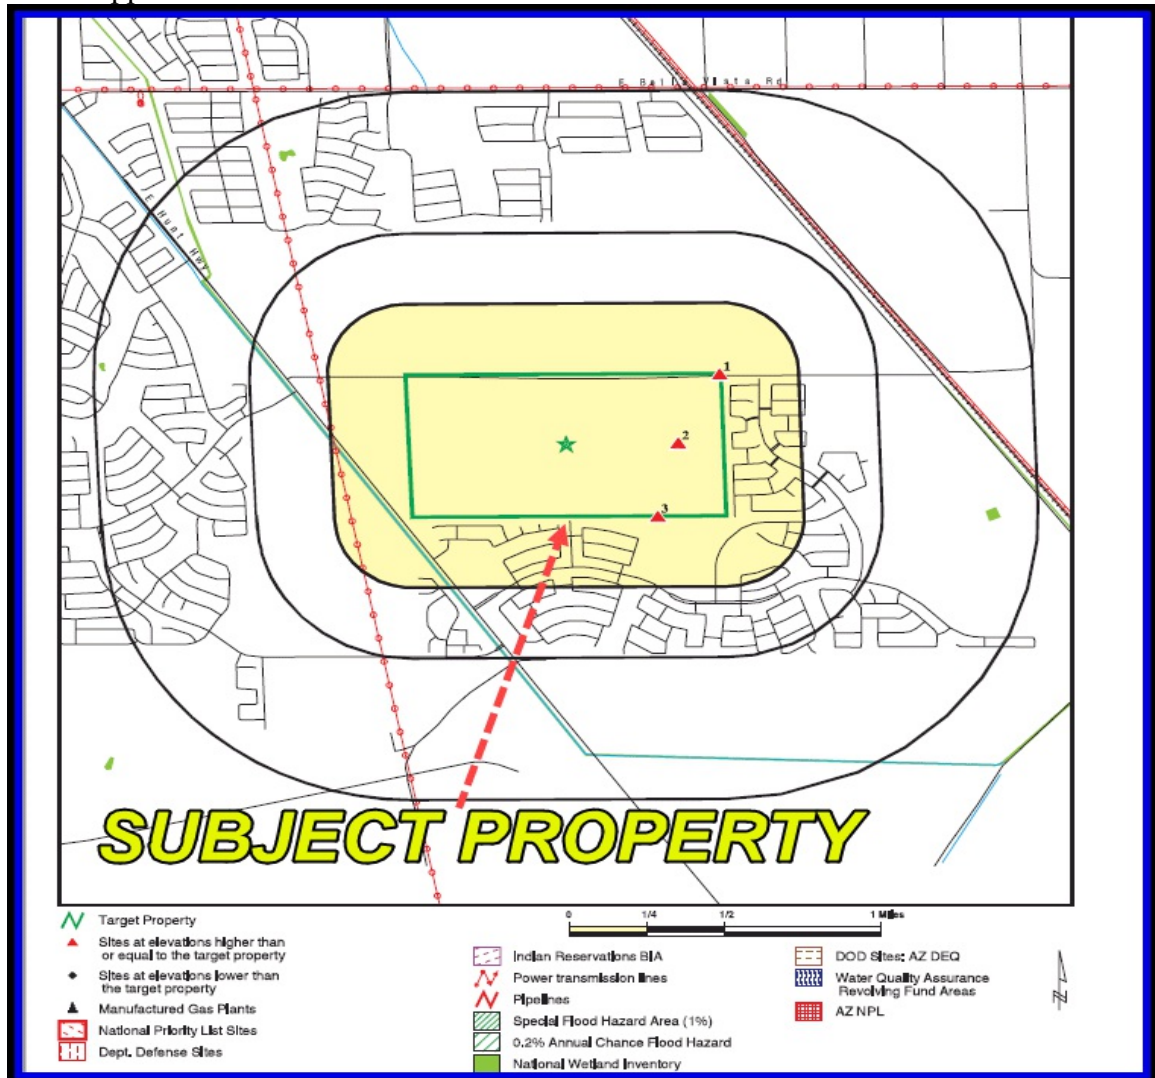 E Bella Vista Rd
E Hunt Hwy
1
2
3
SUBJECT PROPERTY
0 1/4 1/2 1 Miles
Target Property
Sites at elevations higher than
or equal to the target property
Sites at elevations lower than
the target property
Manufactured Gas Plants
National Priority List Sites
Dept. Defense Sites
Indian Reservations BIA
Power transmission lines
Pipelines
Special Flood Hazard Area (1%)
0.2% Annual Chance Flood Hazard
National Wetland Inventory
DOD Sites: AZ DEQ
Water Quality Assurance
Revolving Fund Areas
AZ NPL